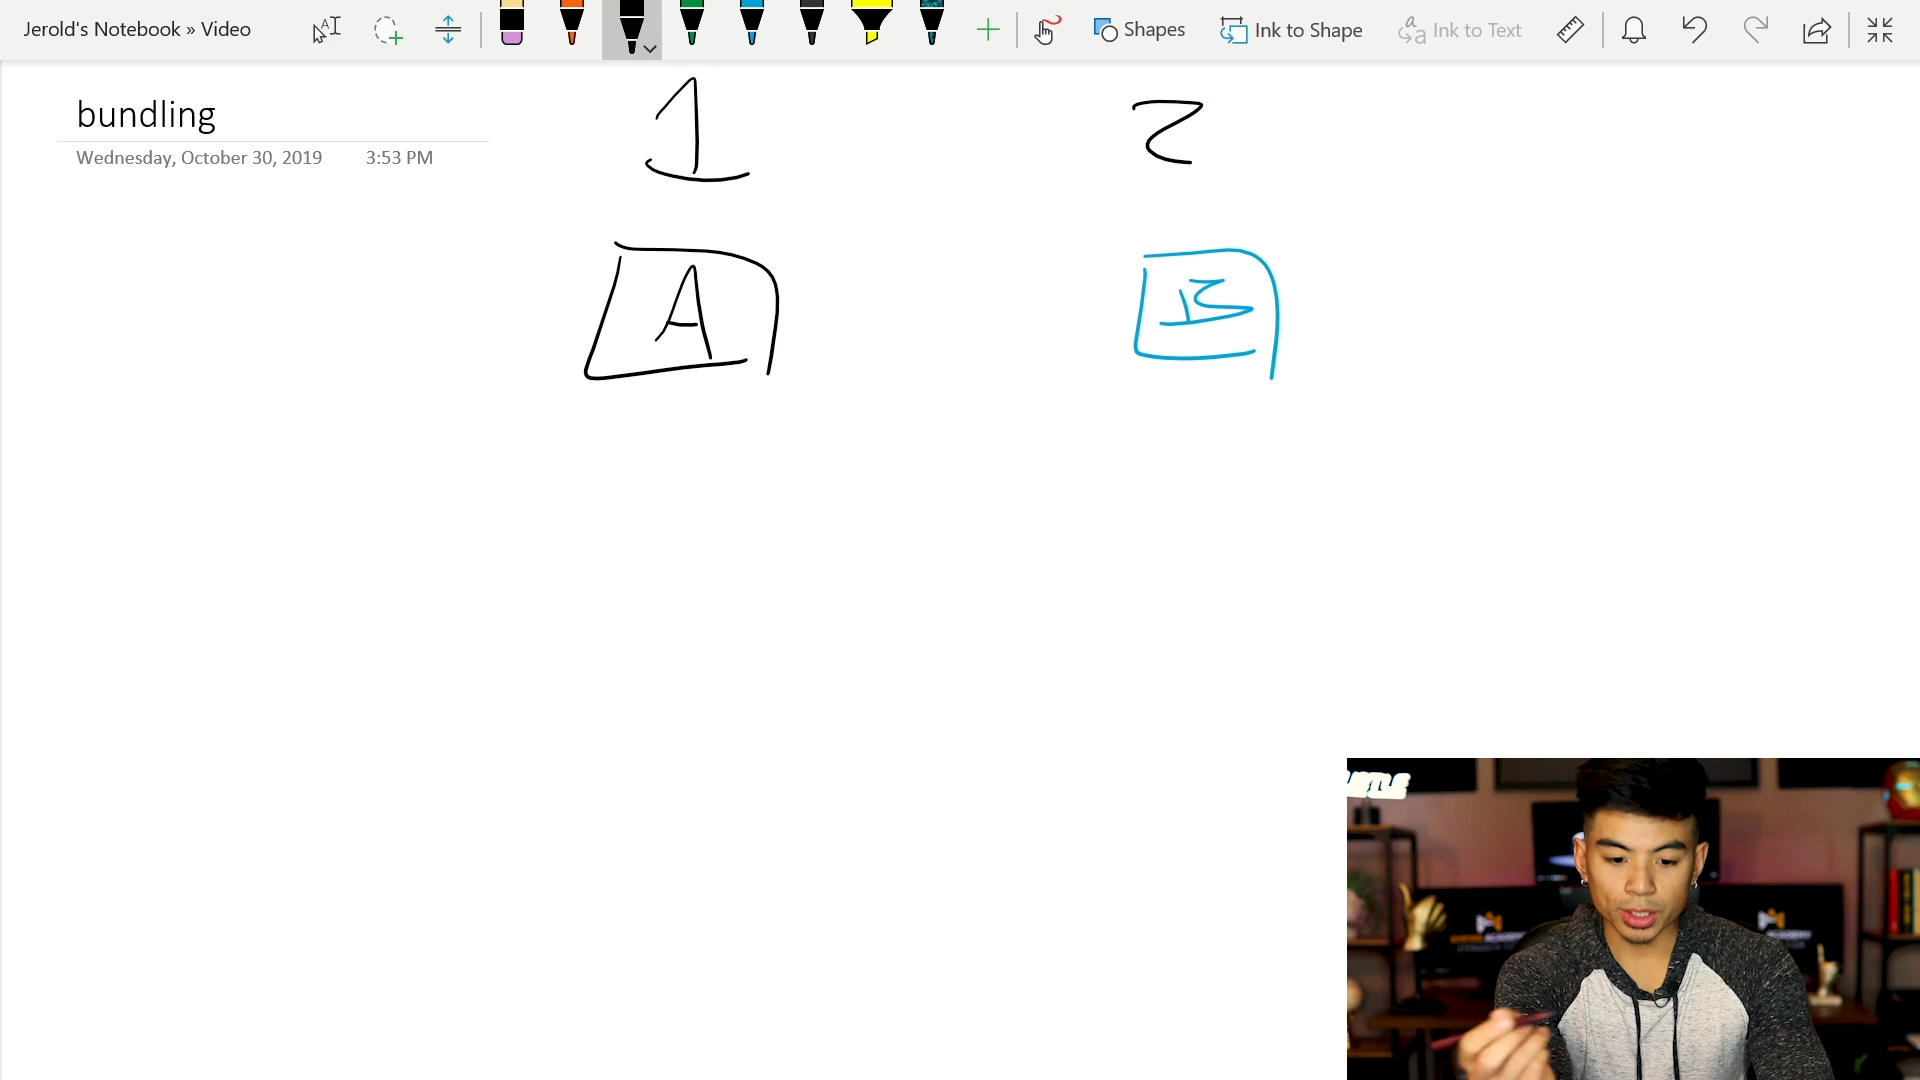 Jerold's Notebook » Video
Shapes
Ink to Shape
Ink to Text
bundling
Wednesday, October 30, 2019 3:53 PM
1 2
A B